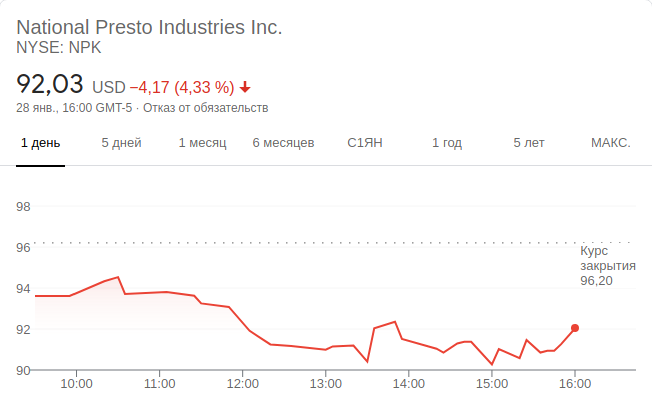 National Presto Industries Inc.
NYSE: NPK
92,03 USD −4,17 (4,33 %)
28 янв., 16:00 GMT-5 · Отказ от обязательств
1 день 5 дней 1 месяц 6 месяцев С1ЯН 1 год 5 лет МАКС.
98
96
Курс
закрытия
96,20
94
92
90
10:00 11:00 12:00 13:00 14:00 15:00 16:00